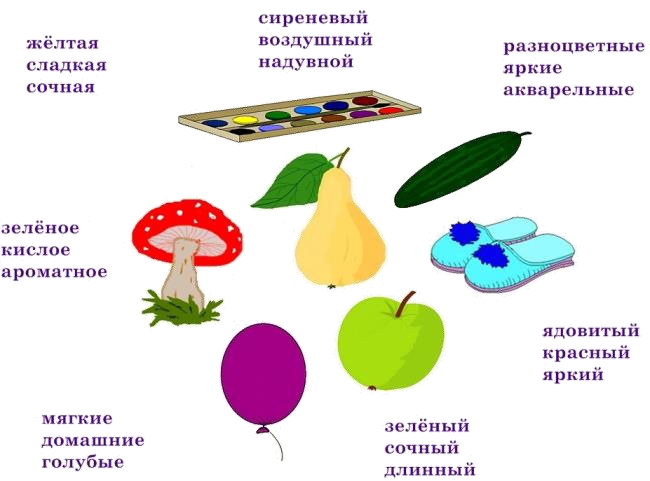 жёлтая
сладкая
сочная
сиреневый
воздушный
надувной
разноцветные
яркие
акварельные
зелёное
кислое
ароматное
ядовитый
красный
яркий
мягкие
домашние
голубые
зелёный
сочный
длинный